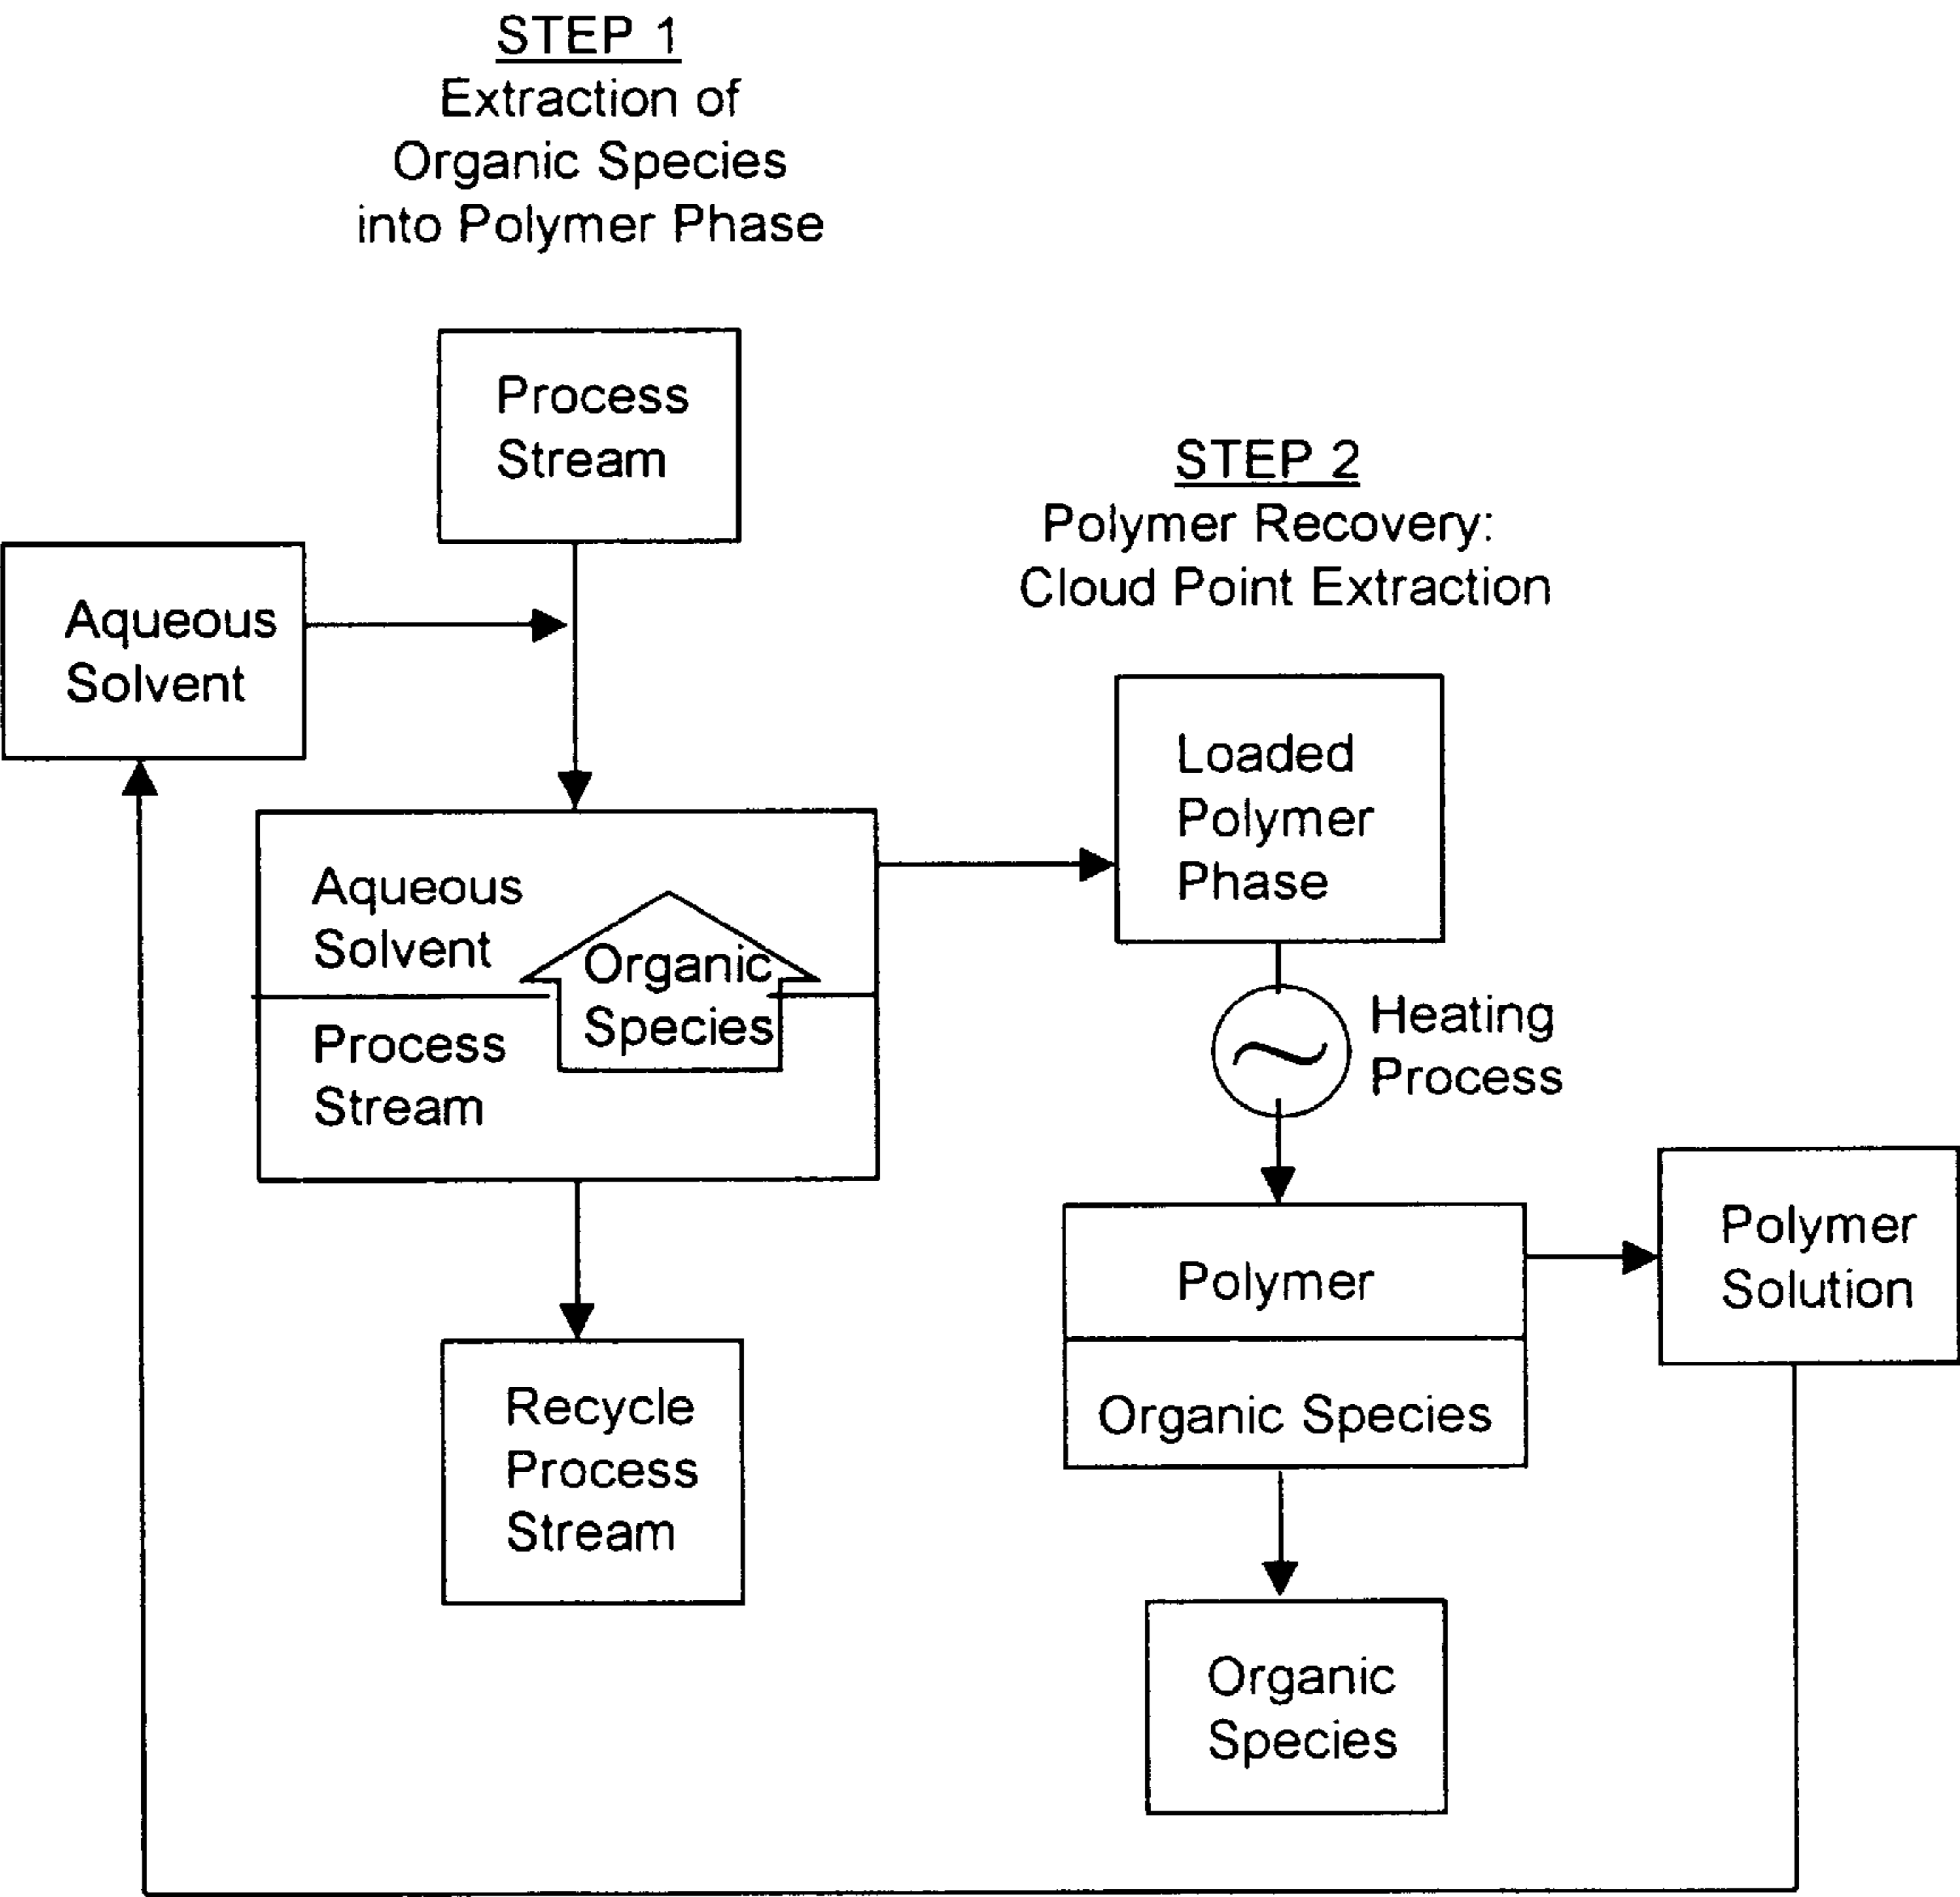 STEP 1
Extraction of
Organic Species
into Polymer Phase
Process
Stream
STEP 2
Polymer Recovery:
Cloud Point Extraction
Aqueous
Solvent
Loaded
Polymer
Phase
Aqueous
Solvent
Organic
Species
Process
Stream
Heating
Process
Polymer
Organic Species
Polymer
Solution
Recycle
Process
Stream
Organic
Species